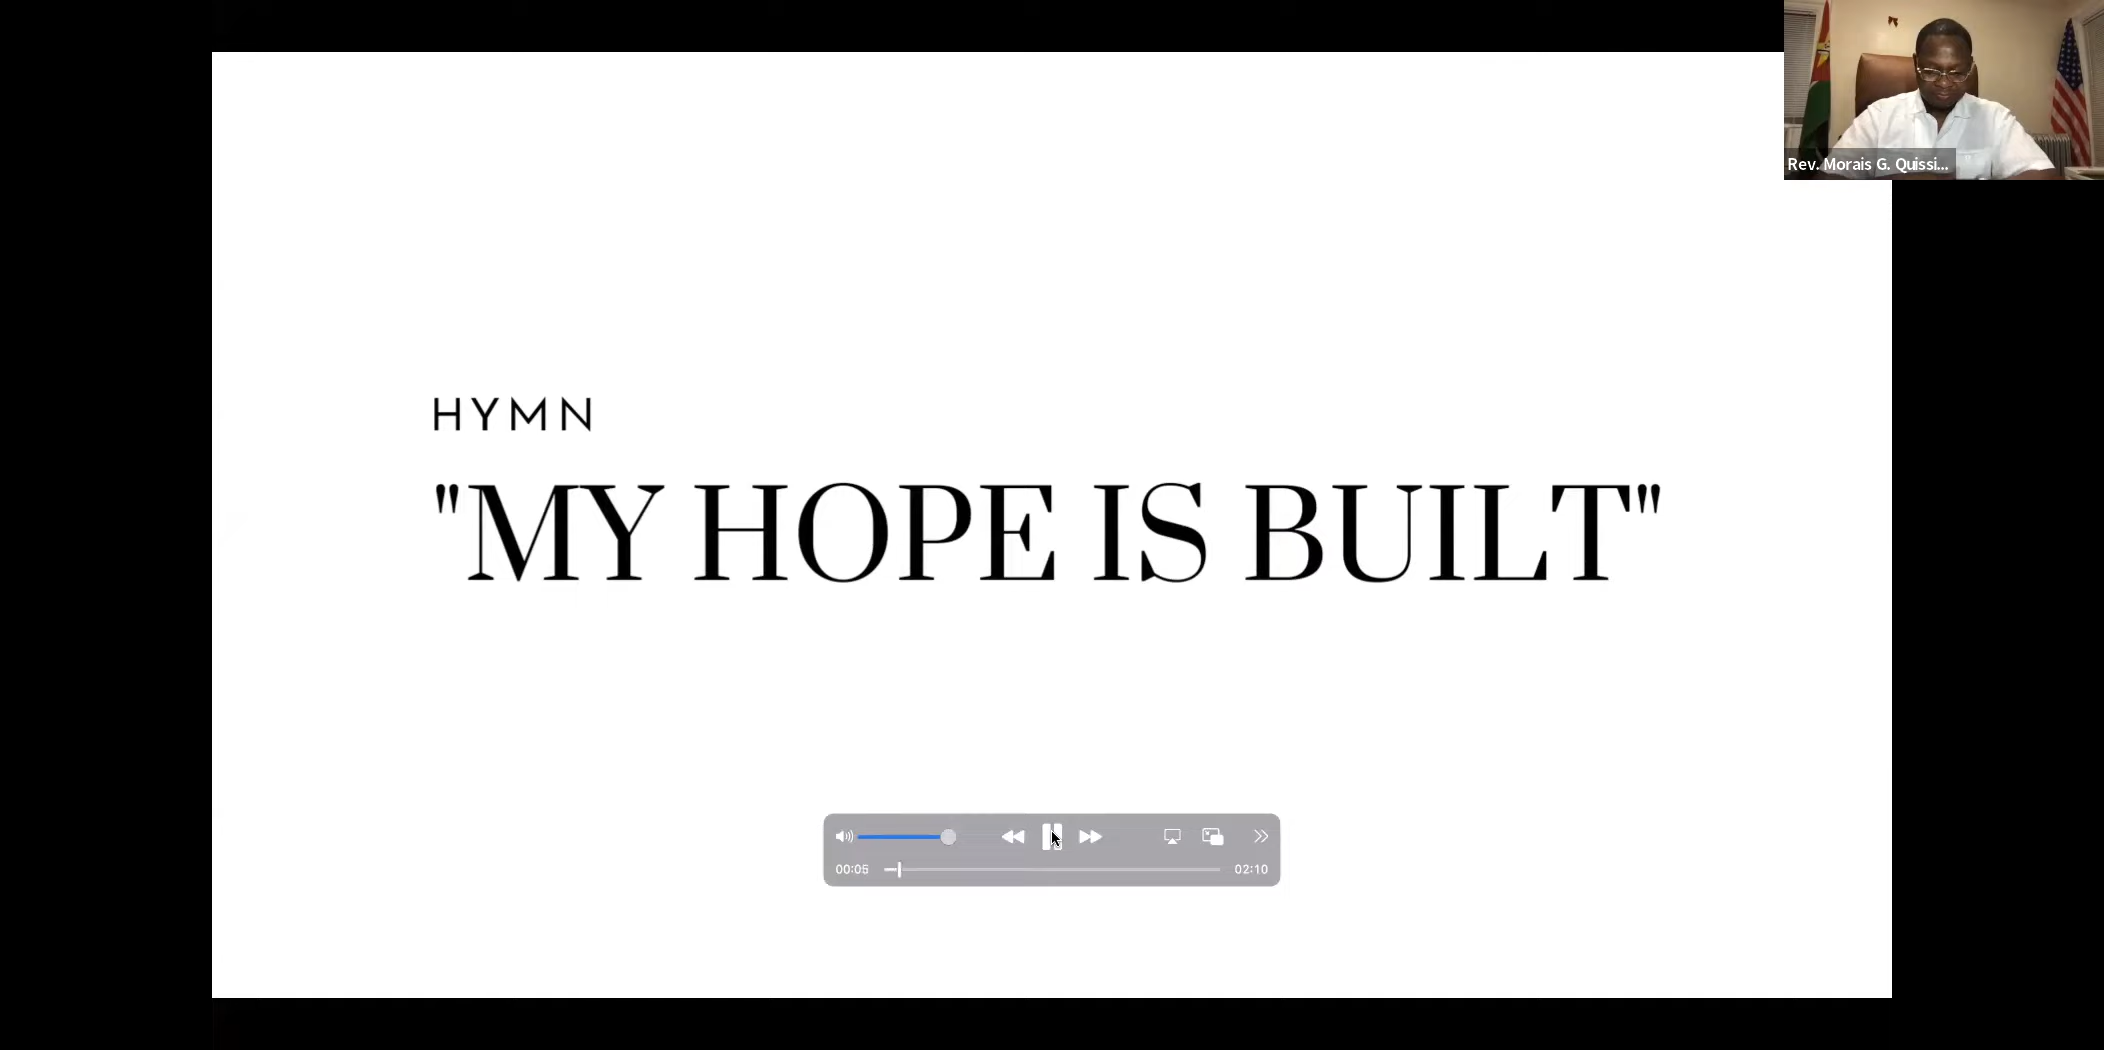 Rev. Morais G. Quissi...
HYMN
"MY HOPE IS BUILT"
00:05
02:10